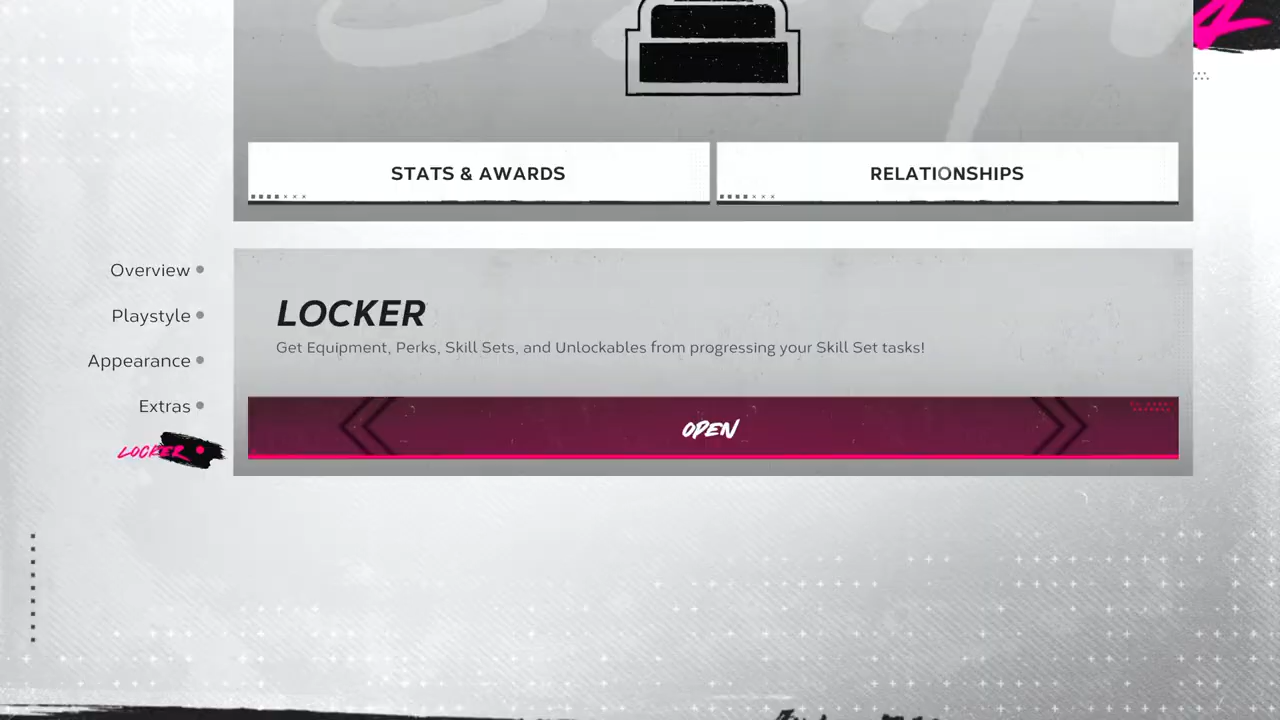 STATS & AWARDS
RELATIONSHIPS
Overview
Playstyle
Appearance
Extras
LOCKER
LOCKER
Get Equipment, Perks, Skill Sets, and Unlockables from progressing your Skill Set tasks!
OPEN